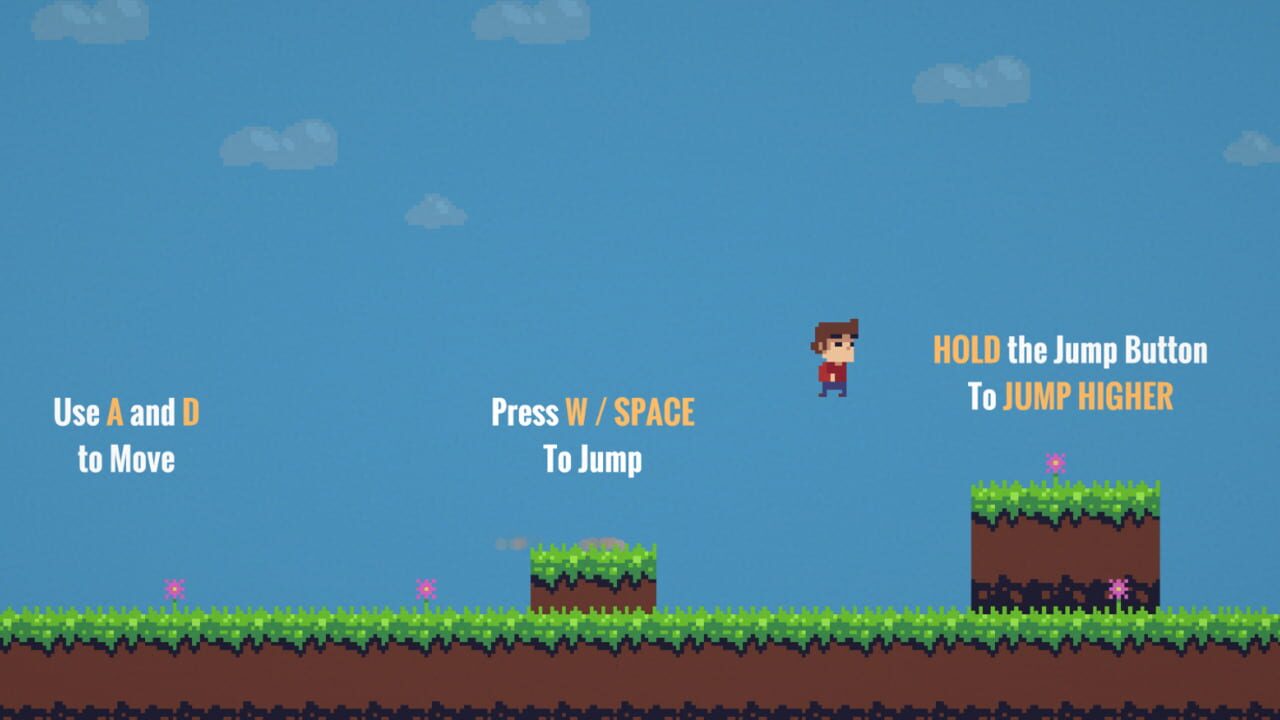 Use A and D
to Move
Press W / SPACE
To Jump
HOLD the Jump Button
To JUMP HIGHER